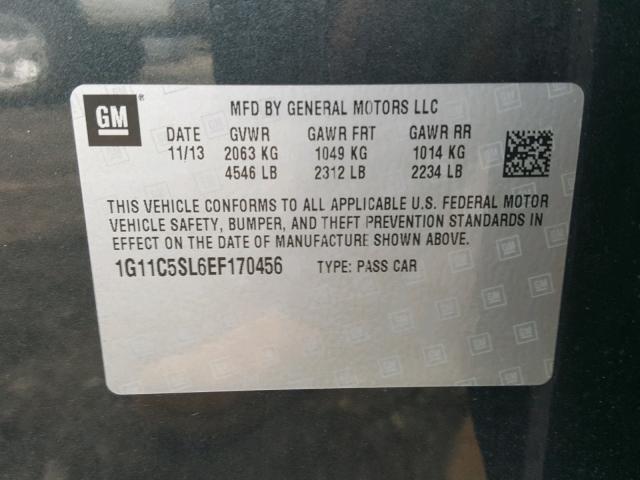 GM
MFD BY GENERAL MOTORS LLC
DATE GVWR GAWR FRT GAWR RR
11/13 2063 KG 1049 KG 1014 KG
4546 LB 2312 LB 2234 LB
THIS VEHICLE CONFORMS TO ALL APPLICABLE U.S. FEDERAL MOTOR
VEHICLE SAFETY, BUMPER, AND THEFT PREVENTION STANDARDS IN
EFFECT ON THE DATE OF MANUFACTURE SHOWN ABOVE.
1G11C5SL6EF170456 TYPE: PASS CAR